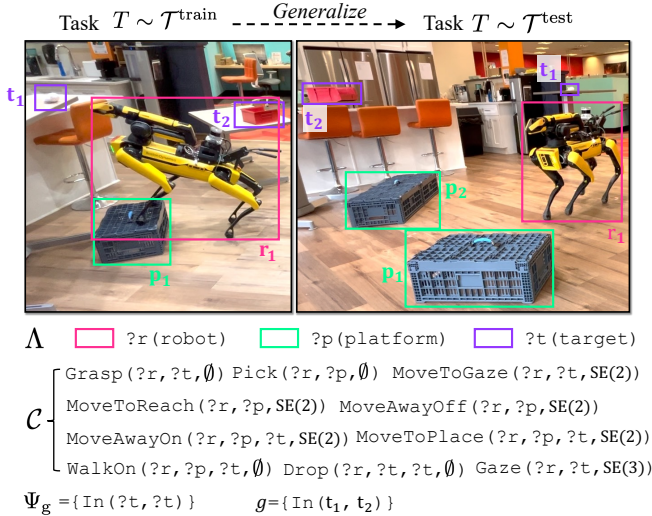 Task T ∼ 𝒯^train Generalize Task T ∼ 𝒯^test
t₁
t₂
p₁
r₁
t₂
t₁
p₂
p₁
r₁
Λ ?r(robot) ?p(platform) ?t(target)
𝒞
Grasp(?r,?t,∅) Pick(?r,?p,∅) MoveToGaze(?r,?t,SE(2))
MoveToReach(?r,?p,SE(2)) MoveAwayOff(?r,?p,SE(2))
MoveAwayOn(?r,?p,?t,SE(2)) MoveToPlace(?r,?p,?t,SE(2))
WalkOn(?r,?p,?t,∅) Drop(?r,?t,?t,∅) Gaze(?r,?t,SE(3))
Ψ_g ={In(?t,?t)} g={In(t₁, t₂)}